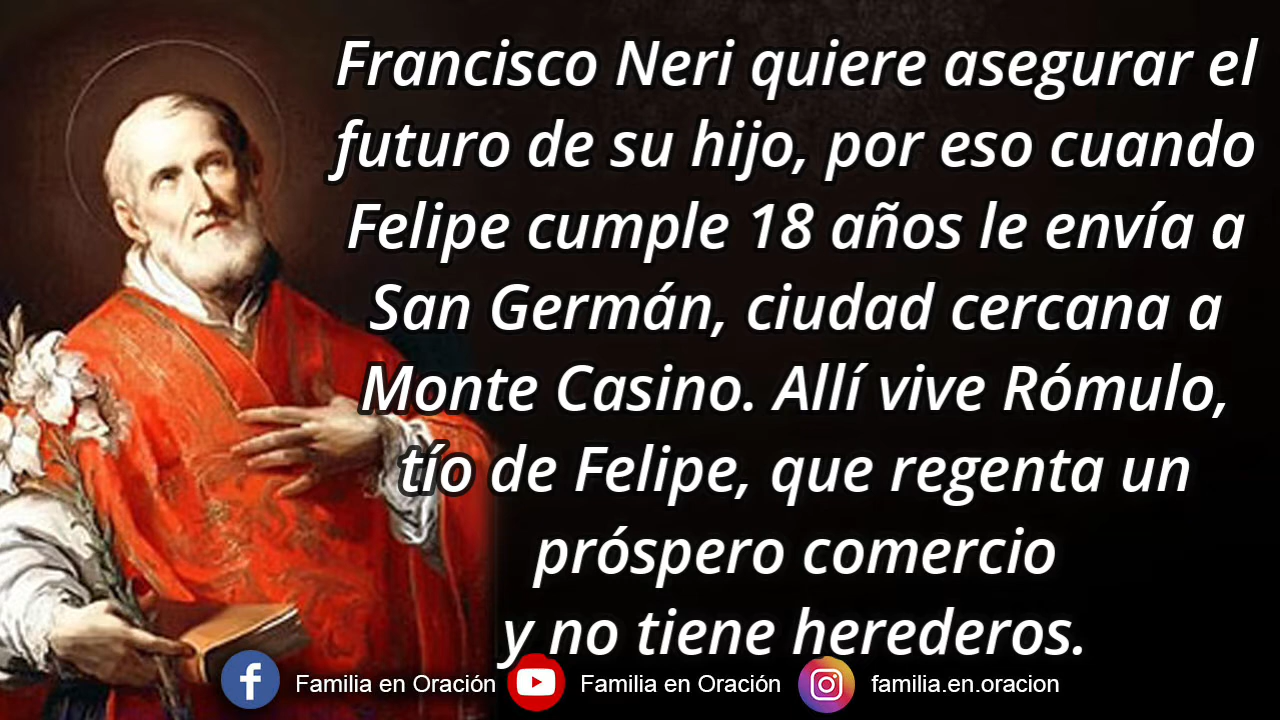 Francisco Neri quiere asegurar el
futuro de su hijo, por eso cuando
Felipe cumple 18 años le envía a
San Germán, ciudad cercana a
Monte Casino. Allí vive Rómulo,
tío de Felipe, que regenta un
próspero comercio
y no tiene herederos.
Familia en Oración Familia en Oración familia.en.oracion